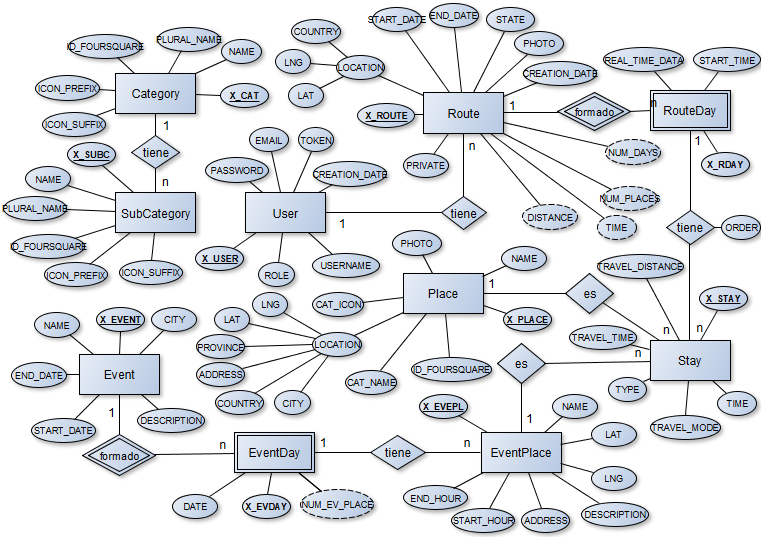 COUNTRY
START_DATE
END_DATE
STATE
ID_FOURSQUARE
PLURAL_NAME
NAME
LNG
LOCATION
PHOTO
REAL_TIME_DATA
START_TIME
ICON_PREFIX
Category
X_CAT
LAT
CREATION_DATE
X_ROUTE
Route
1
formado
n
RouteDay
ICON_SUFFIX
1
X_SUBC
tiene
EMAIL
TOKEN
PRIVATE
n
NUM_DAYS
1
X_RDAY
NAME
n
PASSWORD
CREATION_DATE
PLURAL_NAME
SubCategory
User
1
tiene
DISTANCE
NUM_PLACES
TIME
tiene
ORDER
ID_FOURSQUARE
ICON_PREFIX
ICON_SUFFIX
X_USER
ROLE
USERNAME
PHOTO
NAME
TRAVEL_DISTANCE
LNG
CAT_ICON
Place
1
es
X_STAY
X_EVENT
CITY
LAT
X_PLACE
NAME
PROVINCE
LOCATION
TRAVEL_TIME
n
n
END_DATE
Event
ADDRESS
CAT_NAME
ID_FOURSQUARE
es
n
Stay
COUNTRY
CITY
TYPE
TIME
START_DATE
1
DESCRIPTION
X_EVEPL
1
NAME
TRAVEL_MODE
formado
n
EventDay
1
tiene
n
EventPlace
LAT
LNG
DATE
X_EVDAY
NUM_EV_PLACE
END_HOUR
START_HOUR
ADDRESS
DESCRIPTION